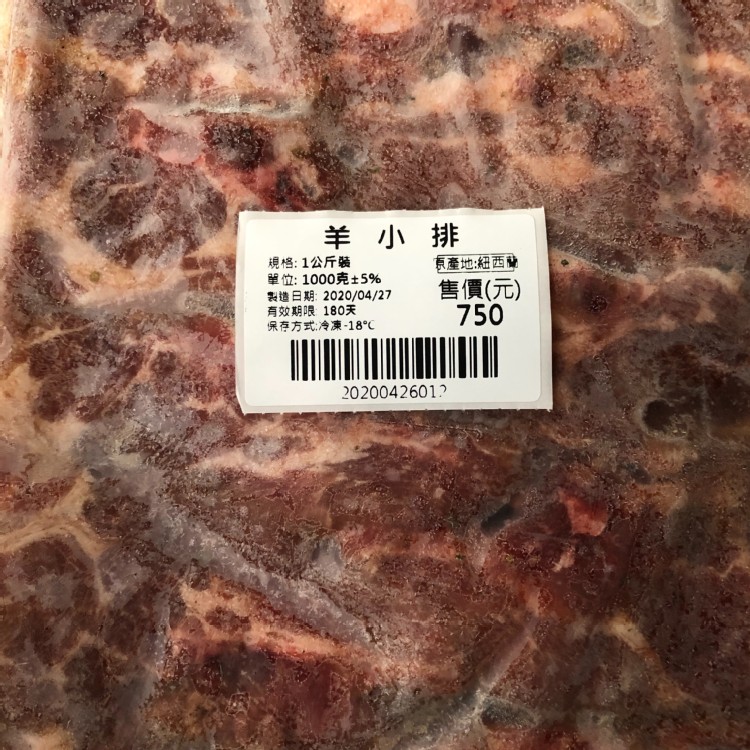 羊小排
規格: 1公斤裝
單位: 1000克±5%
製造日期: 2020/04/27
有效期限: 180天
保存方式:冷凍-18°C
原產地:紐西蘭
售價(元)
750
20200426012